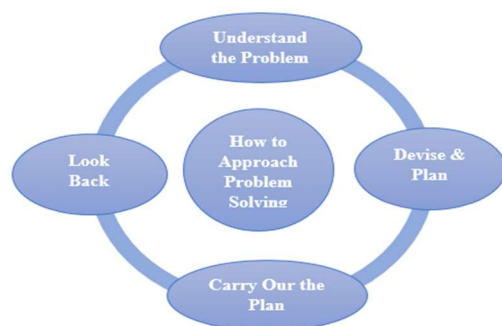 Understand
the Problem
How to
Approach
Problem
Solving
Look
Back
Devise &
Plan
Carry Our the
Plan